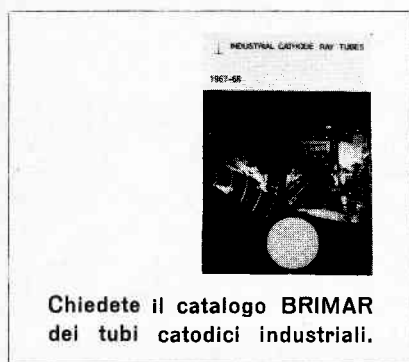 INDUSTRIAL CATHODE RAY TUBES
1967-68
Chiedete il catalogo BRIMAR
dei tubi catodici industriali.